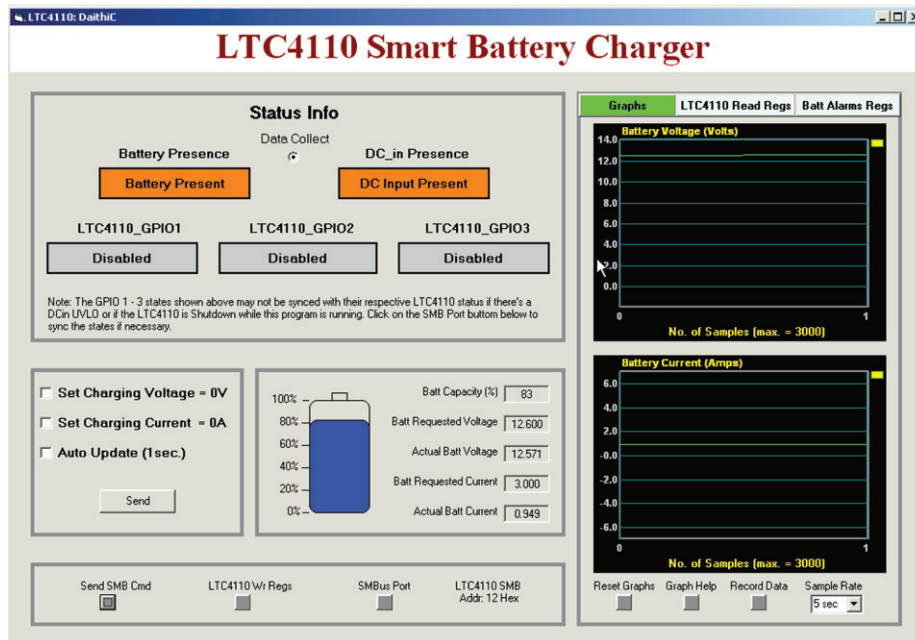 LTC4110: DaithiC
LTC4110 Smart Battery Charger
Status Info
Data Collect
Battery Presence
DC_in Presence
Battery Present
DC Input Present
LTC4110_GPIO1
LTC4110_GPIO2
LTC4110_GPIO3
Disabled
Disabled
Disabled
Note: The GPIO 1 - 3 states shown above may not be synced with their respective LTC4110 status if there's a
DCin UVLO or if the LTC4110 is Shutdown while this program is running. Click on the SMB Port buttom below to
sync the states if necessary.
Set Charging Voltage = 0V
Set Charging Current = 0A
Auto Update (1sec.)
Send
100%
80%
60%
40%
20%
0%
Batt Capacity (%) 83
Batt Requested Voltage 12.600
Actual Batt Voltage 12.571
Batt Requested Current 3.000
Actual Batt Current 0.949
Send SMB Cmd
LTC4110 Wr Regs
SMBus Port
LTC4110 SMB
Addr: 12 Hex
Graphs
LTC4110 Read Regs
Batt Alarms Regs
Battery Voltage (Volts)
14.0
12.0
10.0
8.0
6.0
4.0
2.0
0.0
0 1
No. of Samples (max. = 3000)
Battery Current (Amps)
6.0
4.0
2.0
-0.0
-2.0
-4.0
-6.0
0 1
No. of Samples (max. = 3000)
Reset Graphs
Graph Help
Record Data
Sample Rate
5 sec